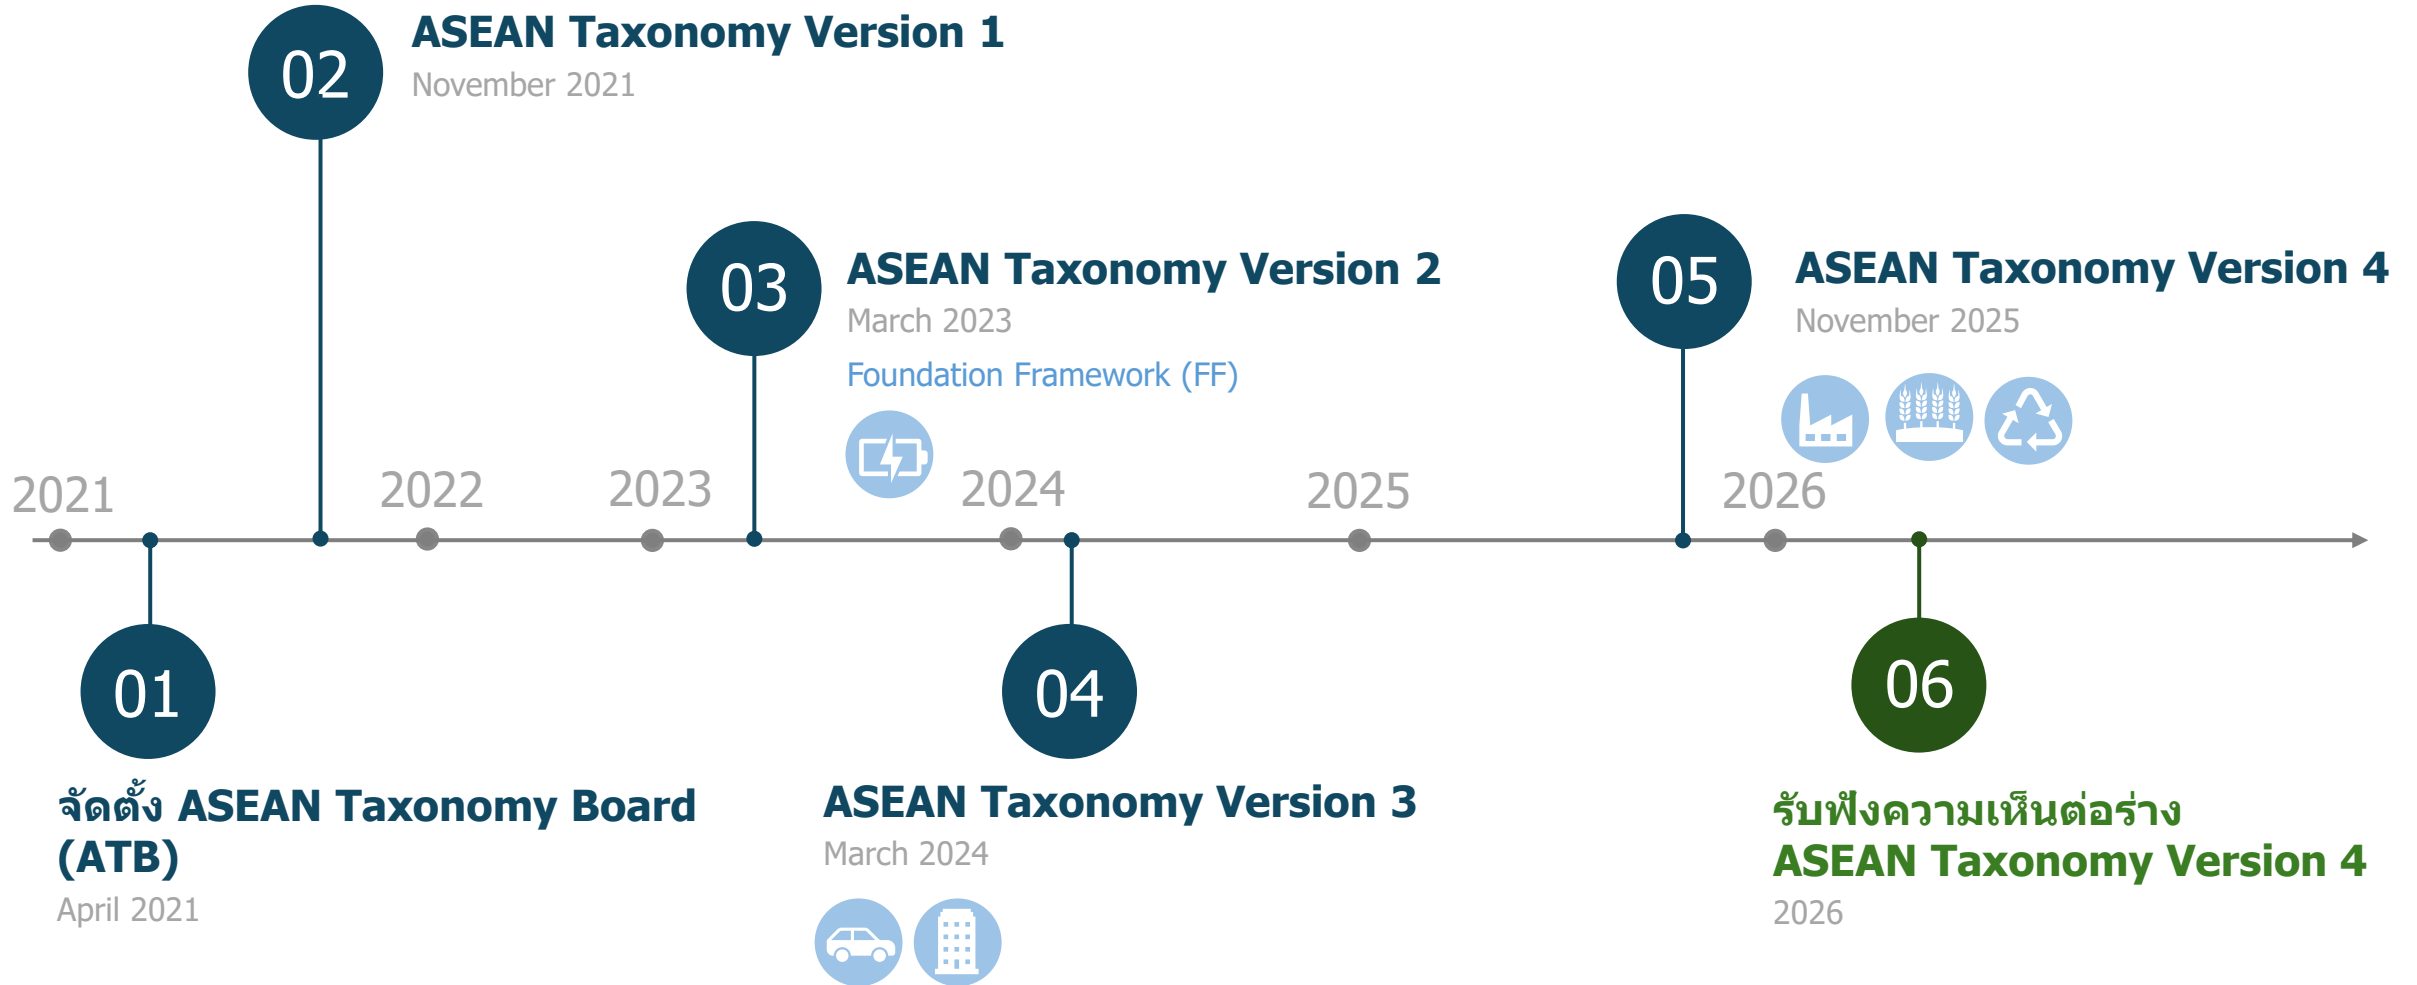 02
ASEAN Taxonomy Version 1
November 2021
03
ASEAN Taxonomy Version 2
March 2023
Foundation Framework (FF)
05
ASEAN Taxonomy Version 4
November 2025
2021
2022
2023
2024
2025
2026
01
จัดตั้ง ASEAN Taxonomy Board
(ATB)
April 2021
04
ASEAN Taxonomy Version 3
March 2024
06
รับฟังความเห็นต่อร่าง
ASEAN Taxonomy Version 4
2026